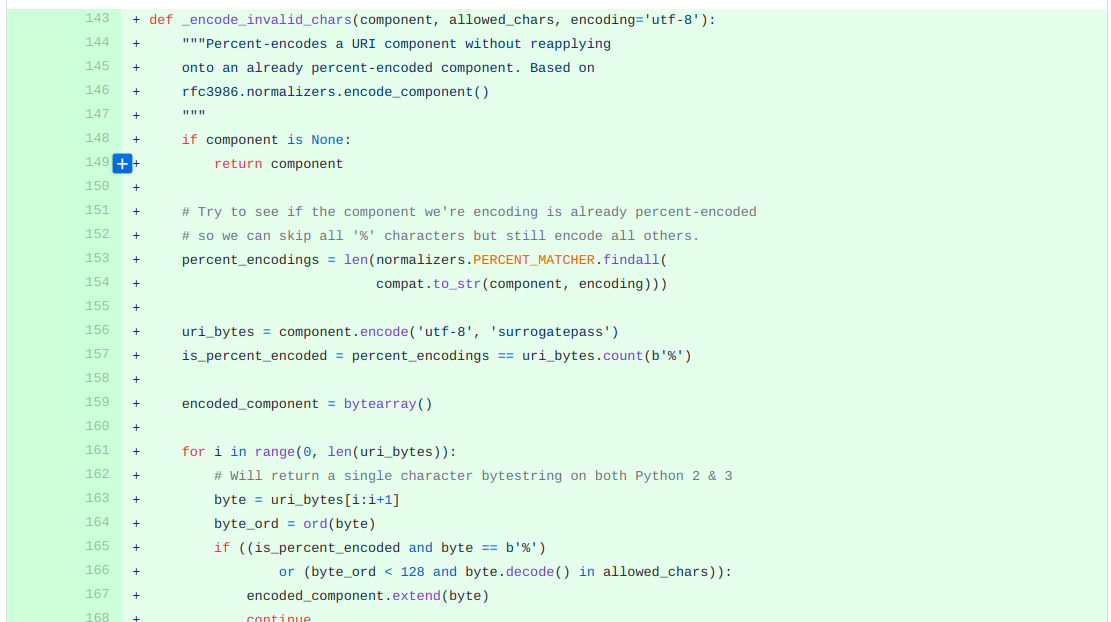 143 + def _encode_invalid_chars(component, allowed_chars, encoding='utf-8'):
144 + """Percent-encodes a URI component without reapplying
145 + onto an already percent-encoded component. Based on
146 + rfc3986.normalizers.encode_component()
147 + """
148 + if component is None:
149 + + return component
150 +
151 + # Try to see if the component we're encoding is already percent-encoded
152 + # so we can skip all '%' characters but still encode all others.
153 + percent_encodings = len(normalizers.PERCENT_MATCHER.findall(
154 + compat.to_str(component, encoding)))
155 +
156 + uri_bytes = component.encode('utf-8', 'surrogatepass')
157 + is_percent_encoded = percent_encodings == uri_bytes.count(b'%')
158 +
159 + encoded_component = bytearray()
160 +
161 + for i in range(0, len(uri_bytes)):
162 + # Will return a single character bytestring on both Python 2 & 3
163 + byte = uri_bytes[i:i+1]
164 + byte_ord = ord(byte)
165 + if ((is_percent_encoded and byte == b'%')
166 + or (byte_ord < 128 and byte.decode() in allowed_chars)):
167 + encoded_component.extend(byte)
168 + continue